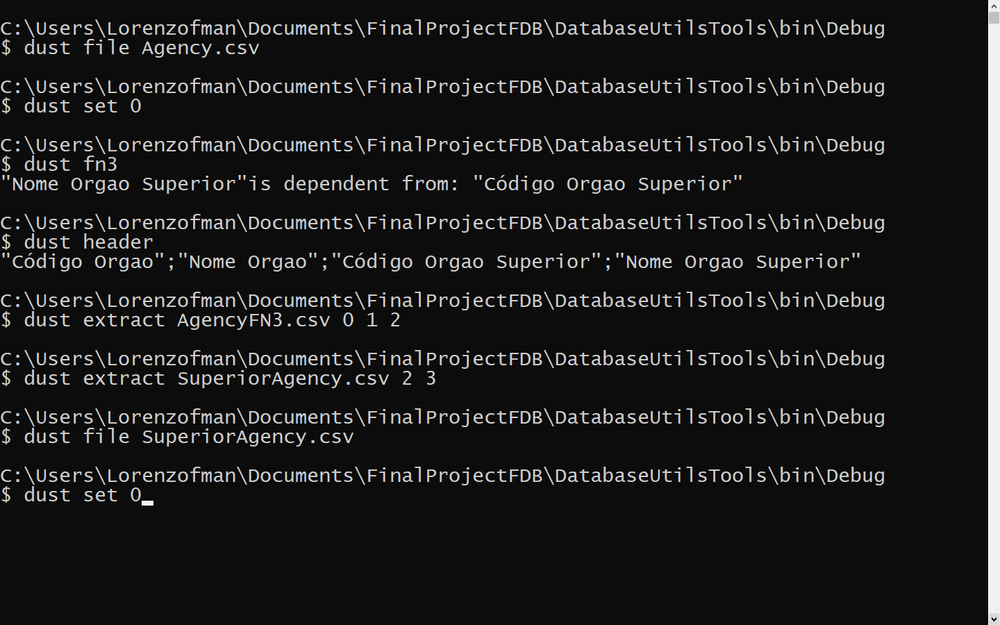 C:\Users\Lorenzofman\Documents\FinalProjectFDB\DatabaseUtilsTools\bin\Debug
$ dust file Agency.csv
C:\Users\Lorenzofman\Documents\FinalProjectFDB\DatabaseUtilsTools\bin\Debug
$ dust set 0
C:\Users\Lorenzofman\Documents\FinalProjectFDB\DatabaseUtilsTools\bin\Debug
$ dust fn3
"Nome Orgao Superior"is dependent from: "Código Orgao Superior"
C:\Users\Lorenzofman\Documents\FinalProjectFDB\DatabaseUtilsTools\bin\Debug
$ dust header
"Código Orgao";"Nome Orgao";"Código Orgao Superior";"Nome Orgao Superior"
C:\Users\Lorenzofman\Documents\FinalProjectFDB\DatabaseUtilsTools\bin\Debug
$ dust extract AgencyFN3.csv 0 1 2
C:\Users\Lorenzofman\Documents\FinalProjectFDB\DatabaseUtilsTools\bin\Debug
$ dust extract SuperiorAgency.csv 2 3
C:\Users\Lorenzofman\Documents\FinalProjectFDB\DatabaseUtilsTools\bin\Debug
$ dust file SuperiorAgency.csv
C:\Users\Lorenzofman\Documents\FinalProjectFDB\DatabaseUtilsTools\bin\Debug
$ dust set 0